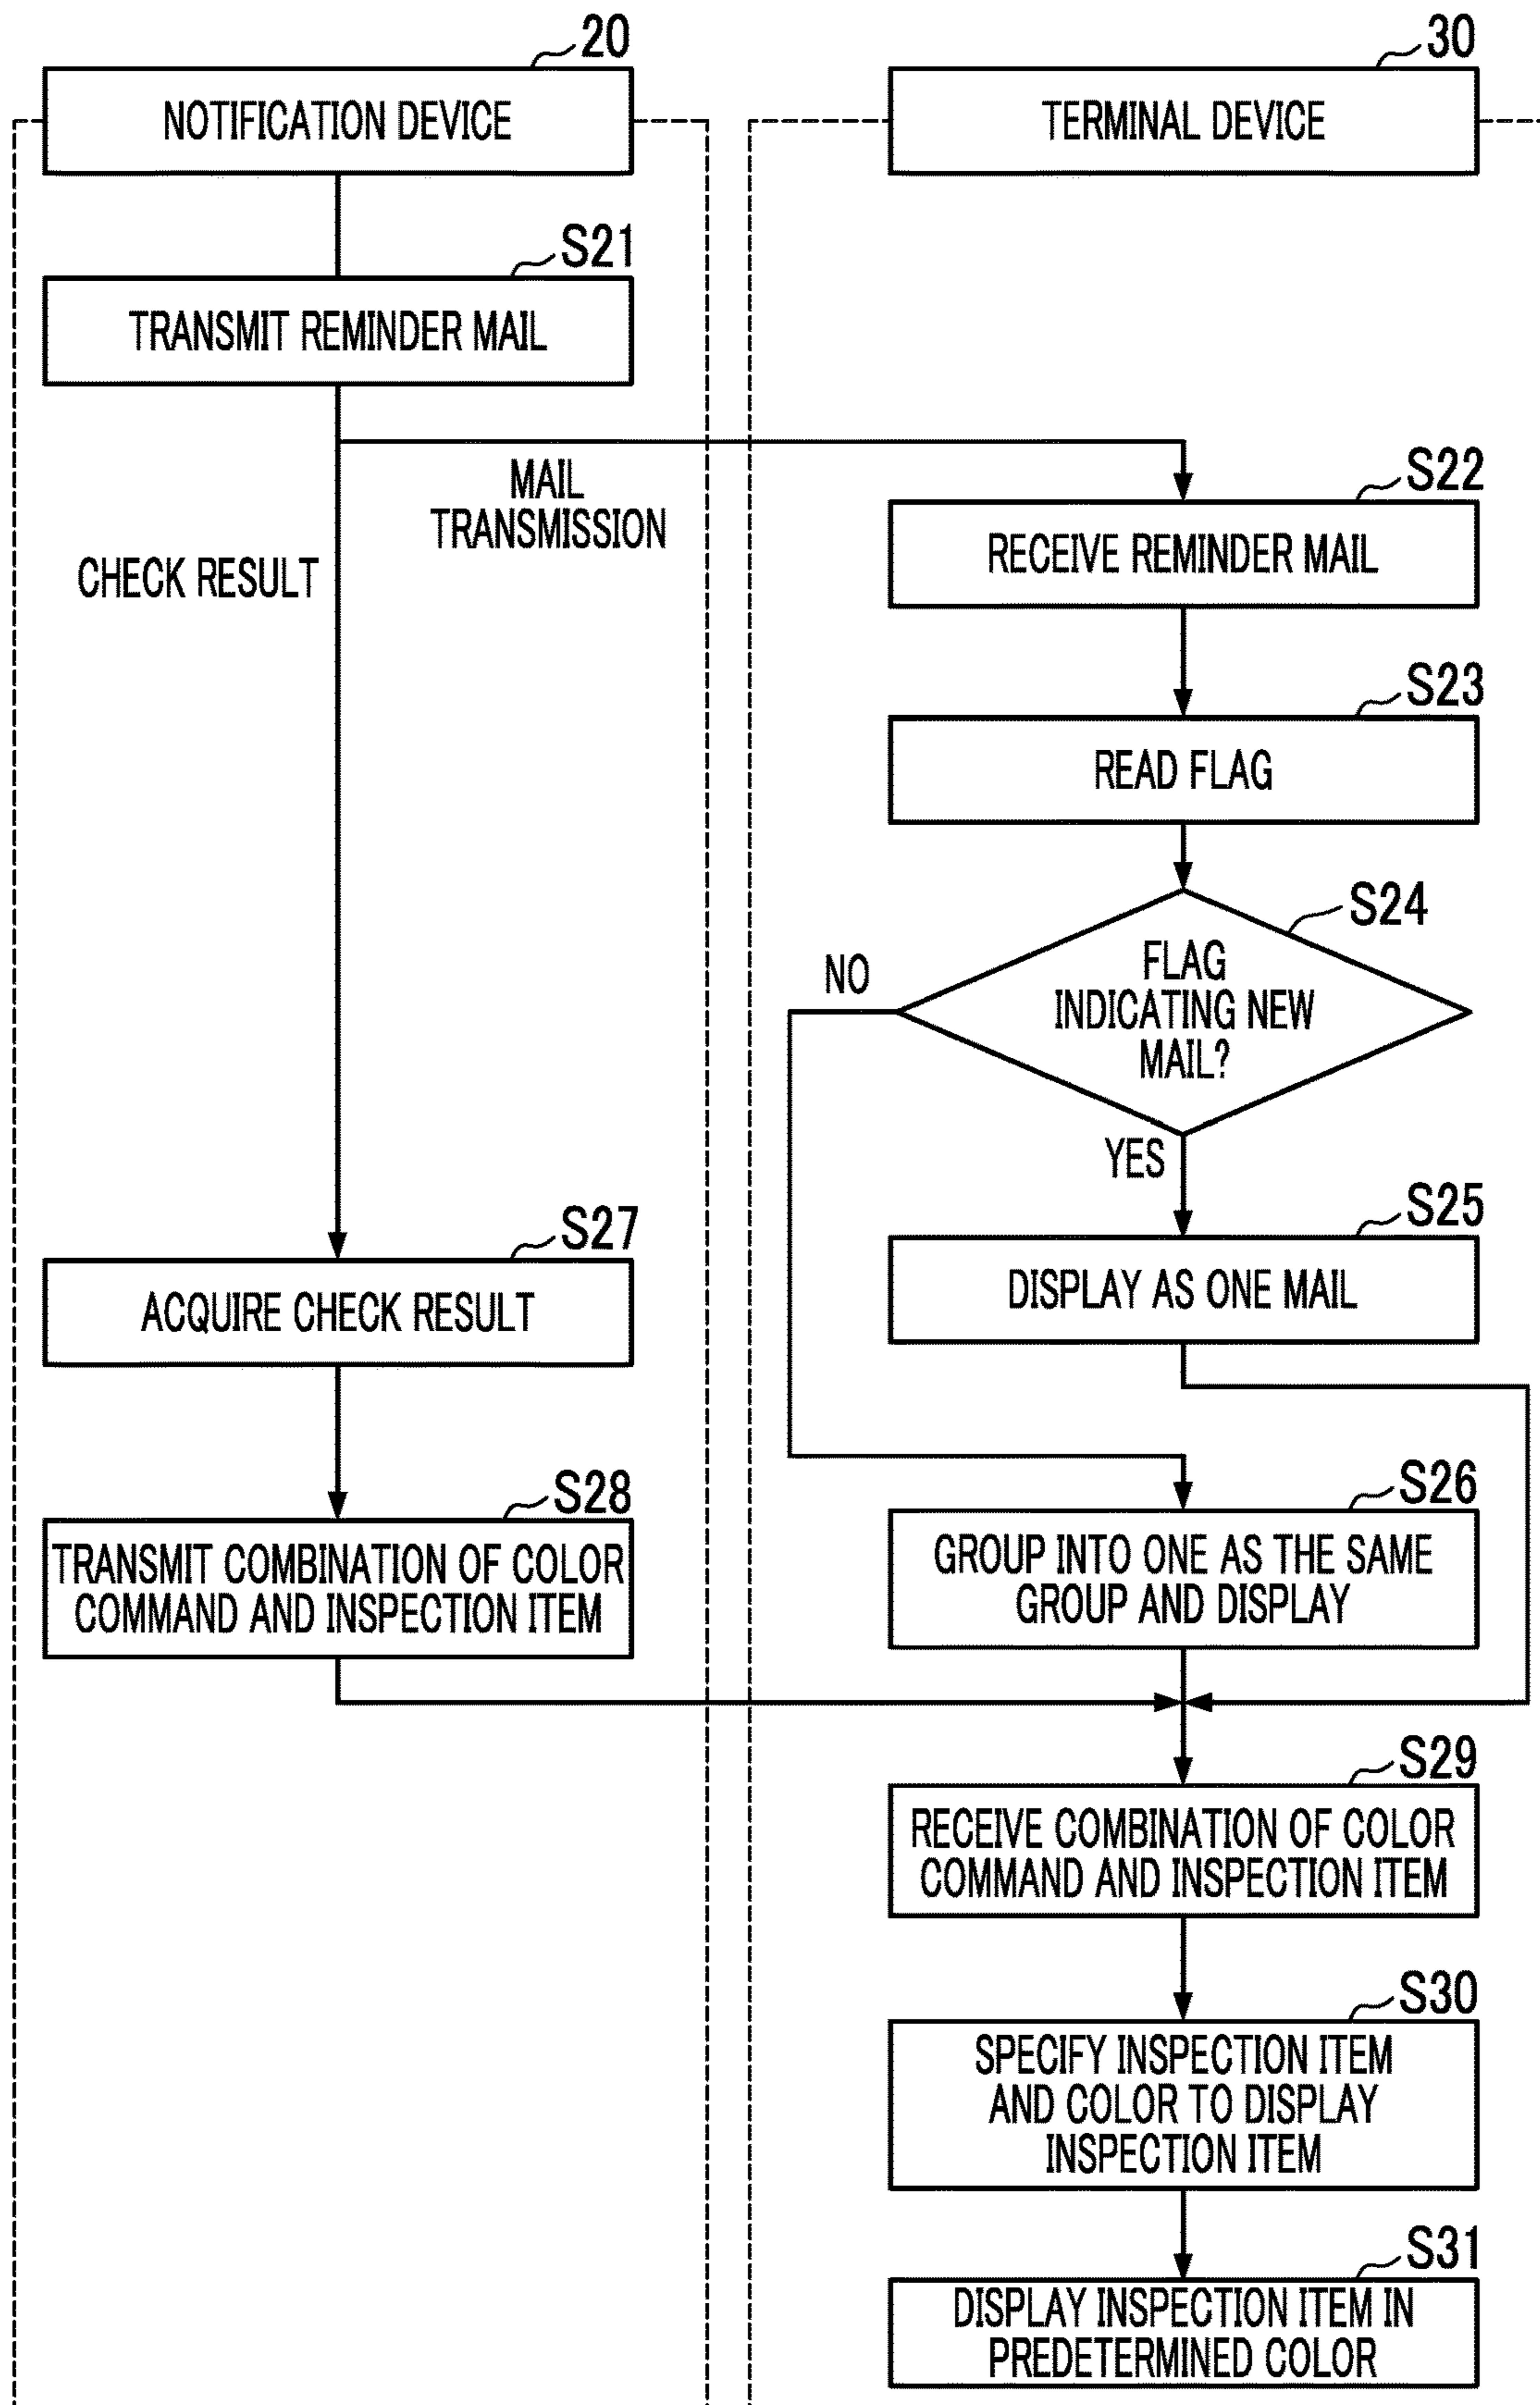 20
NOTIFICATION DEVICE
30
TERMINAL DEVICE
S21
TRANSMIT REMINDER MAIL
MAIL
TRANSMISSION
CHECK RESULT
S22
RECEIVE REMINDER MAIL
S23
READ FLAG
S24
FLAG
INDICATING NEW
MAIL?
NO
YES
S25
DISPLAY AS ONE MAIL
S27
ACQUIRE CHECK RESULT
S28
TRANSMIT COMBINATION OF COLOR
COMMAND AND INSPECTION ITEM
S26
GROUP INTO ONE AS THE SAME
GROUP AND DISPLAY
S29
RECEIVE COMBINATION OF COLOR
COMMAND AND INSPECTION ITEM
S30
SPECIFY INSPECTION ITEM
AND COLOR TO DISPLAY
INSPECTION ITEM
S31
DISPLAY INSPECTION ITEM IN
PREDETERMINED COLOR